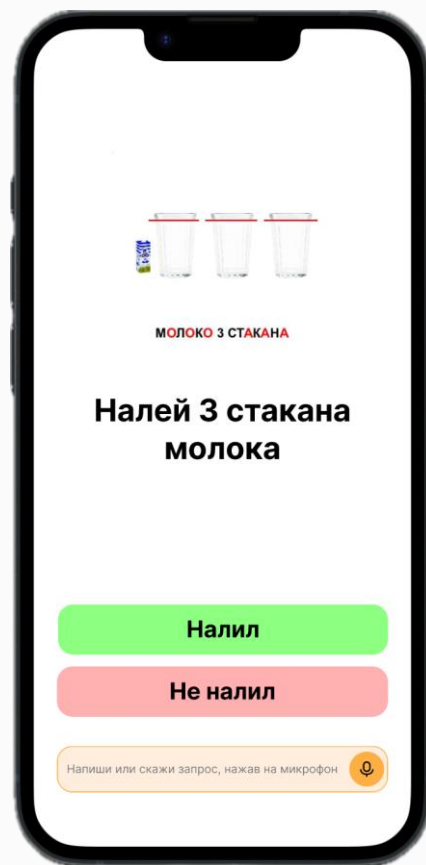 МОЛОКО 3 СТАКАНА
Налей 3 стакана
молока
Налил
Не налил
Напиши или скажи запрос, нажав на микрофон